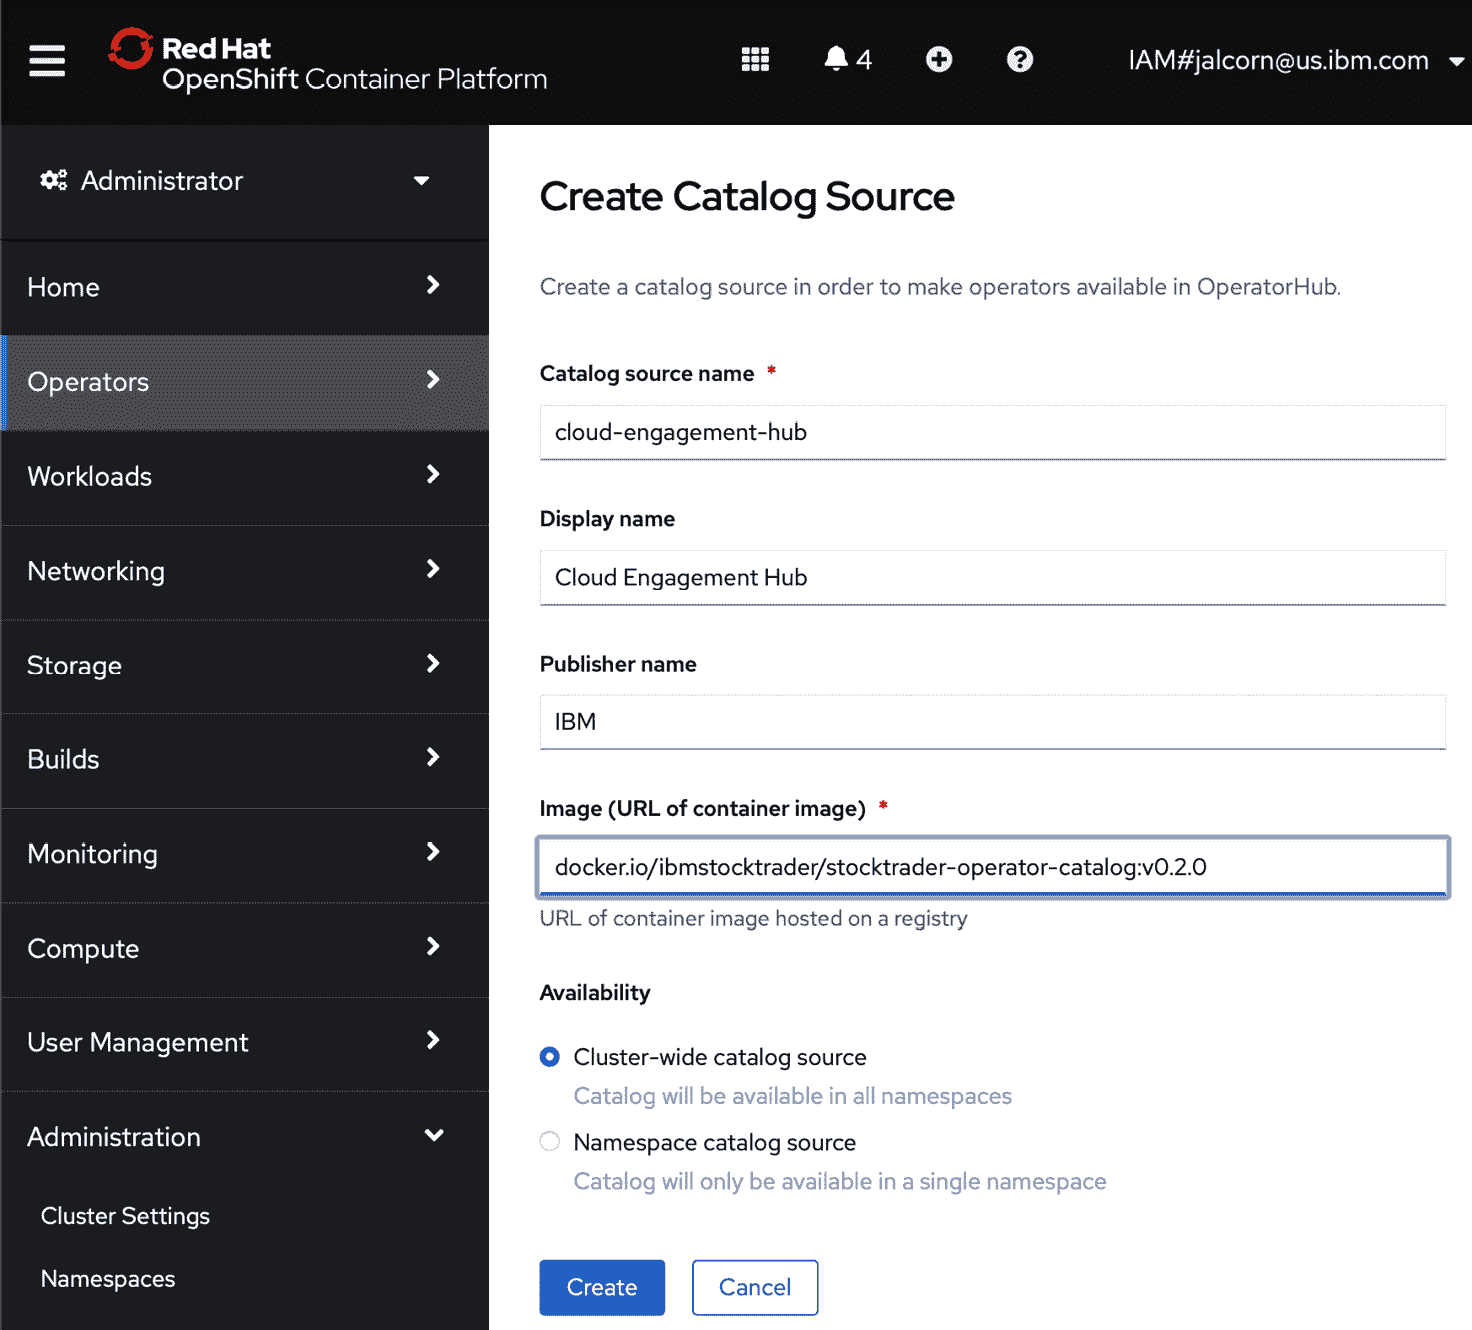 Red Hat
OpenShift Container Platform
4
IAM#jalcorn@us.ibm.com
Administrator
Home
Operators
Workloads
Networking
Storage
Builds
Monitoring
Compute
User Management
Administration
Cluster Settings
Namespaces
Create Catalog Source
Create a catalog source in order to make operators available in OperatorHub.
Catalog source name *
cloud-engagement-hub
Display name
Cloud Engagement Hub
Publisher name
IBM
Image (URL of container image) *
docker.io/ibmstocktrader/stocktrader-operator-catalog:v0.2.0
URL of container image hosted on a registry
Availability
Cluster-wide catalog source
Catalog will be available in all namespaces
Namespace catalog source
Catalog will only be available in a single namespace
Create
Cancel